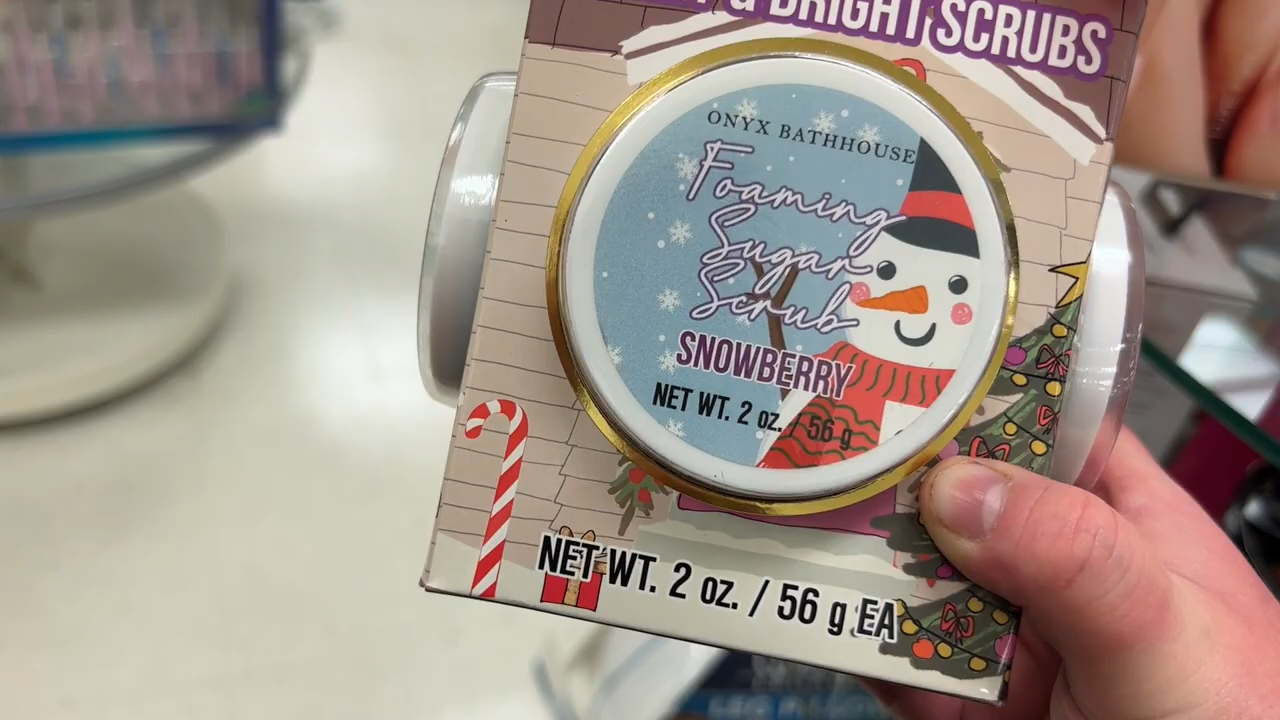 & BRIGHT SCRUBS
ONYX BATHHOUSE
Foaming
Sugar
Scrub
SNOWBERRY
NET WT. 2 oz. / 56 g
NET WT. 2 oz. / 56 g EA